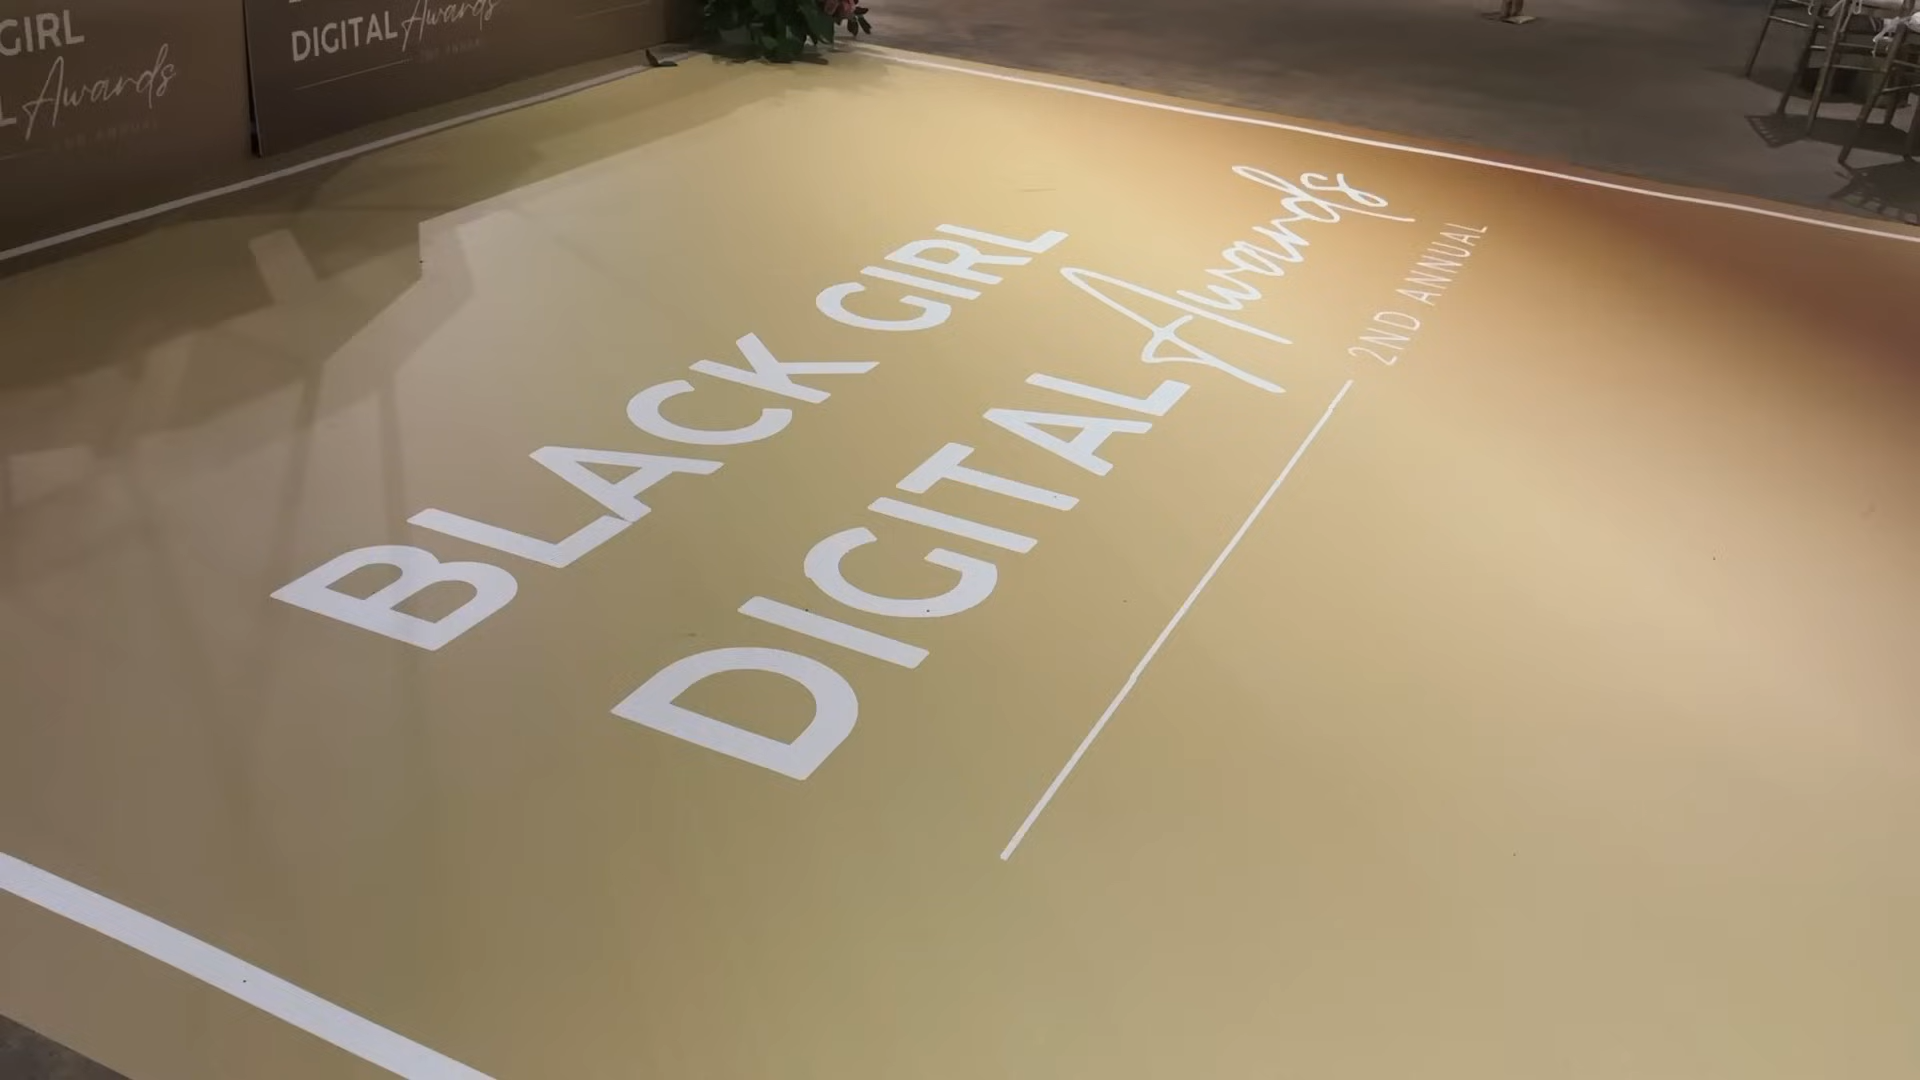 GIRL
L Awards
DIGITAL Awards
BLACK GIRL
DIGITAL Awards
2ND ANNUAL